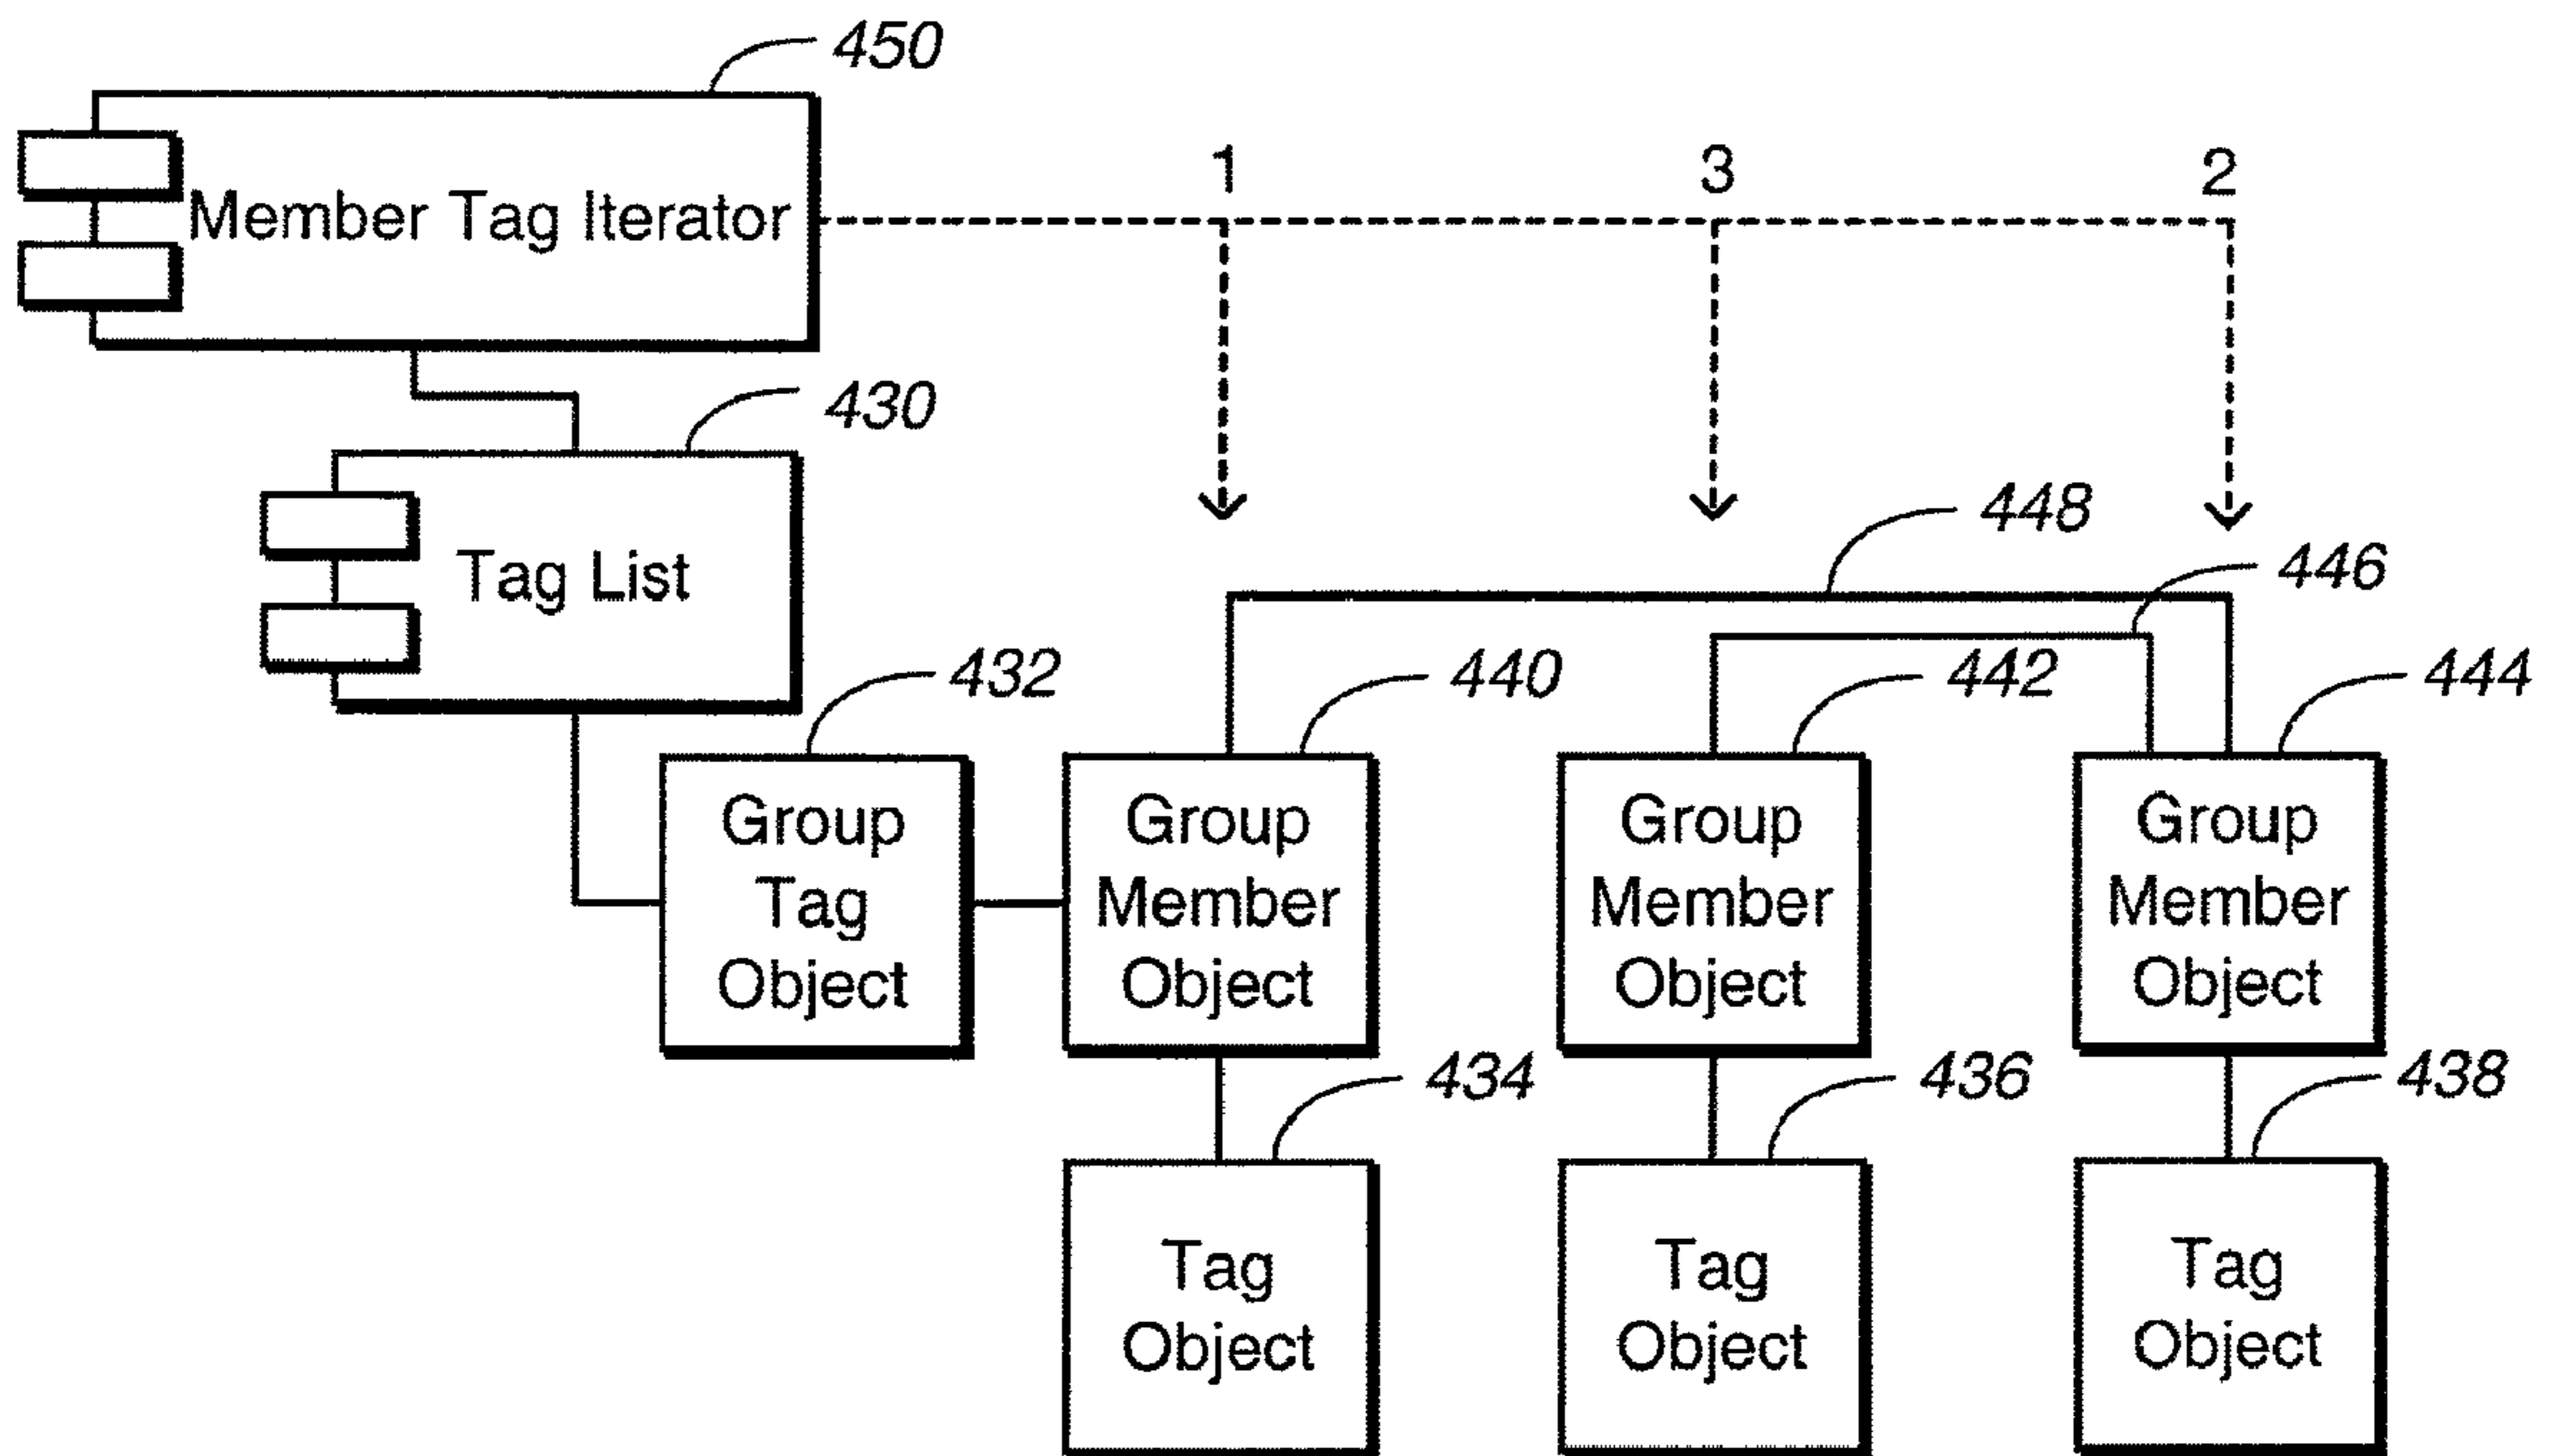 450
Member Tag Iterator
1
3
2
430
Tag List
448
446
432
440
442
444
Group
Tag
Object
Group
Member
Object
Group
Member
Object
Group
Member
Object
434
436
438
Tag
Object
Tag
Object
Tag
Object